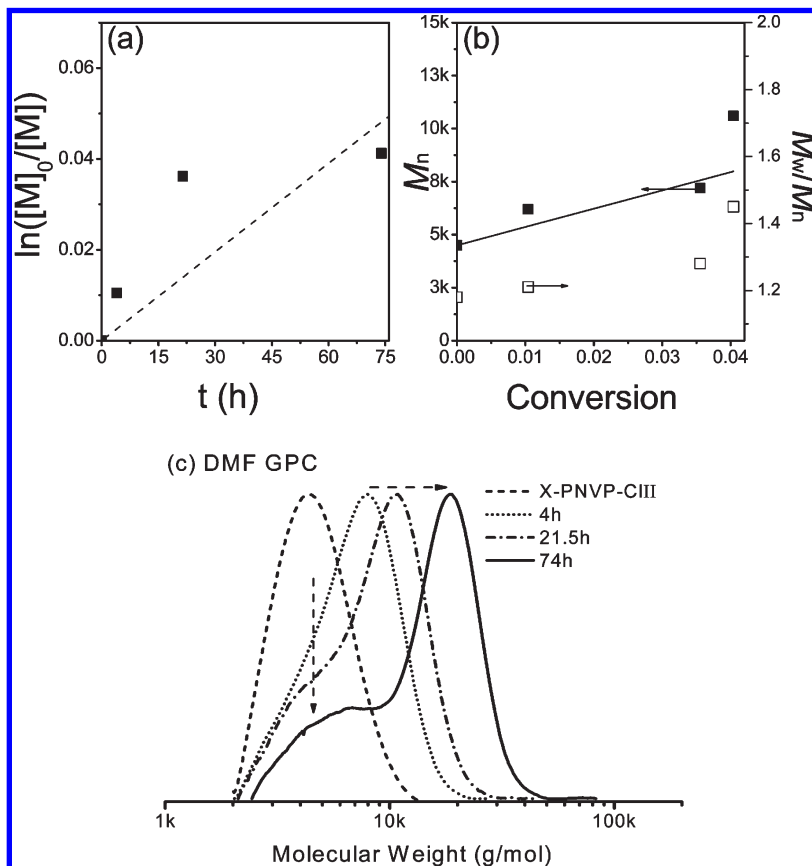 (a)
0.06
0.04
0.02
0.00
ln([M]0/[M])
0
15
30
45
60
75
t (h)
(b)
15k
13k
10k
8k
5k
3k
0
Mn
2.0
1.8
1.6
1.4
1.2
Mw/Mn
0.00
0.01
0.02
0.03
0.04
Conversion
(c) DMF GPC
X-PNVP-CIII
4h
21.5h
74h
1k
10k
100k
Molecular Weight (g/mol)